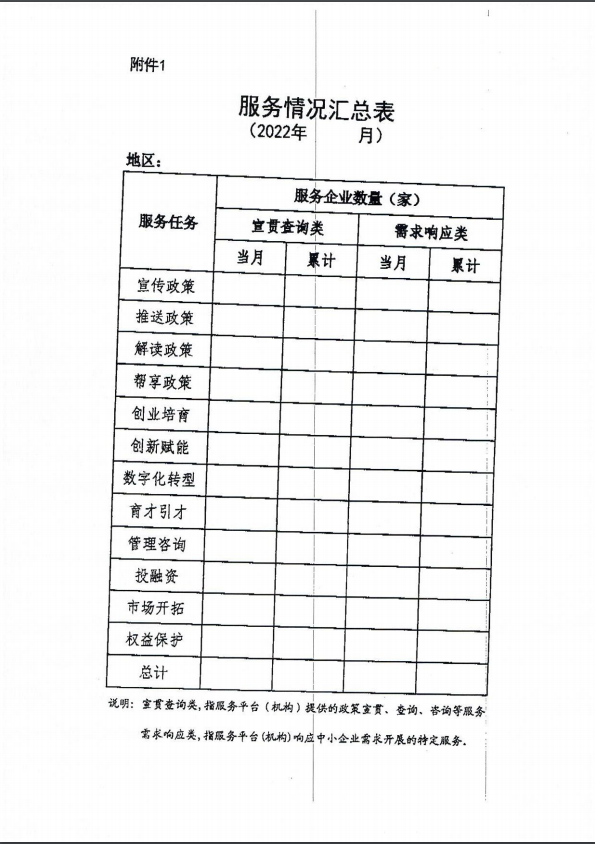 附件1
服务情况汇总表
（2022年 月）
地区：
服务任务 服务企业数量（家）
宣贯查询类 需求响应类
当月 累计 当月 累计
宣传政策
推送政策
解读政策
帮享政策
创业培育
创新赋能
数字化转型
育才引才
管理咨询
投融资
市场开拓
权益保护
总计
说明：宣贯查询类，指服务平台（机构）提供的政策宣贯、查询、咨询等服务
需求响应类，指服务平台（机构）响应中小企业需求开展的特定服务。